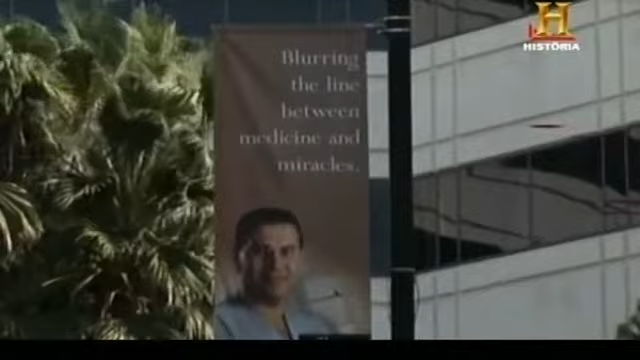 H
HISTÓRIA
Blurring
the line
between
medicine and
miracles.